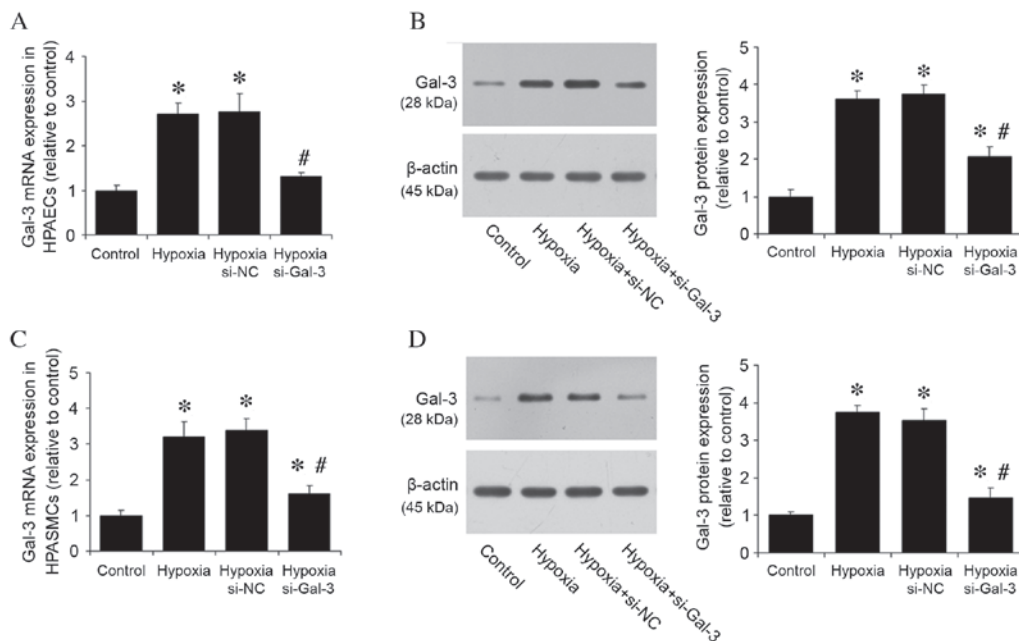 A
Gal-3 mRNA expression in
HPAECs (relative to control)
4
3
2
1
0
*
*
#
Control
Hypoxia
Hypoxia
si-NC
Hypoxia
si-Gal-3
B
Gal-3
(28 kDa)
β-actin
(45 kDa)
Control
Hypoxia
Hypoxia+si-NC
Hypoxia+si-Gal-3
Gal-3 protein expression
(relative to control)
5
4
3
2
1
0
*
*
* #
Control
Hypoxia
Hypoxia
si-NC
Hypoxia
si-Gal-3
C
Gal-3 mRNA expression in
HPASMCs (relative to control)
5
4
3
2
1
0
*
*
* #
Control
Hypoxia
Hypoxia
si-NC
Hypoxia
si-Gal-3
D
Gal-3
(28 kDa)
β-actin
(45 kDa)
Control
Hypoxia
Hypoxia+si-NC
Hypoxia+si-Gal-3
Gal-3 protein expression
(relative to control)
5
4
3
2
1
0
*
*
* #
Control
Hypoxia
Hypoxia
si-NC
Hypoxia
si-Gal-3